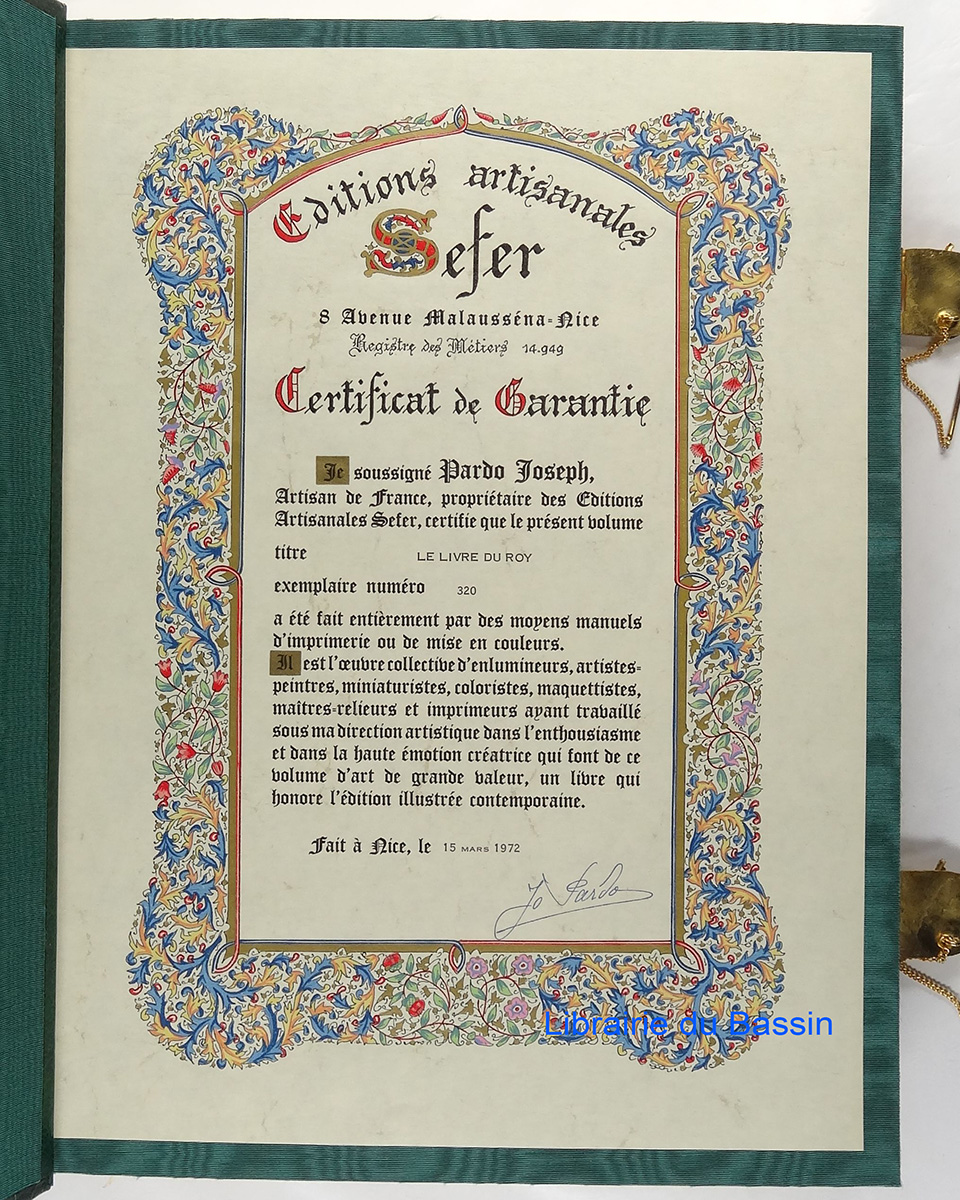 Editions artisanales
Sefer
8 Avenue Malausséna-Nice
Registre des Métiers 14.949
Certificat de Garantie
Je soussigné Pardo Joseph,
Artisan de France, propriétaire des Editions
Artisanales Sefer, certifie que le présent volume
titre LE LIVRE DU ROY
exemplaire numéro 320
a été fait entièrement par des moyens manuels
d'imprimerie ou de mise en couleurs.
Il est l'œuvre collective d'enlumineurs, artistes-
peintres, miniaturistes, coloristes, maquettistes,
maîtres-relieurs et imprimeurs ayant travaillé
sous ma direction artistique dans l'enthousiasme
et dans la haute émotion créatrice qui font de ce
volume d'art de grande valeur, un livre qui
honore l'édition illustrée contemporaine.
Fait à Nice, le 15 MARS 1972
Jo Pardo
Librairie du Bassin